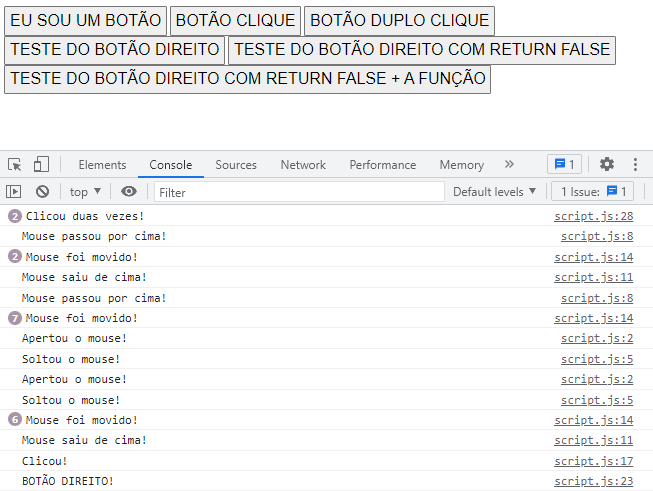 EU SOU UM BOTÃO BOTÃO CLIQUE BOTÃO DUPLO CLIQUE
TESTE DO BOTÃO DIREITO TESTE DO BOTÃO DIREITO COM RETURN FALSE
TESTE DO BOTÃO DIREITO COM RETURN FALSE + A FUNÇÃO
Elements Console Sources Network Performance Memory » 1
top Filter Default levels 1 Issue: 1
2 Clicou duas vezes! script.js:28
Mouse passou por cima! script.js:8
2 Mouse foi movido! script.js:14
Mouse saiu de cima! script.js:11
Mouse passou por cima! script.js:8
7 Mouse foi movido! script.js:14
Apertou o mouse! script.js:2
Soltou o mouse! script.js:5
Apertou o mouse! script.js:2
Soltou o mouse! script.js:5
6 Mouse foi movido! script.js:14
Mouse saiu de cima! script.js:11
Clicou! script.js:17
BOTÃO DIREITO! script.js:23